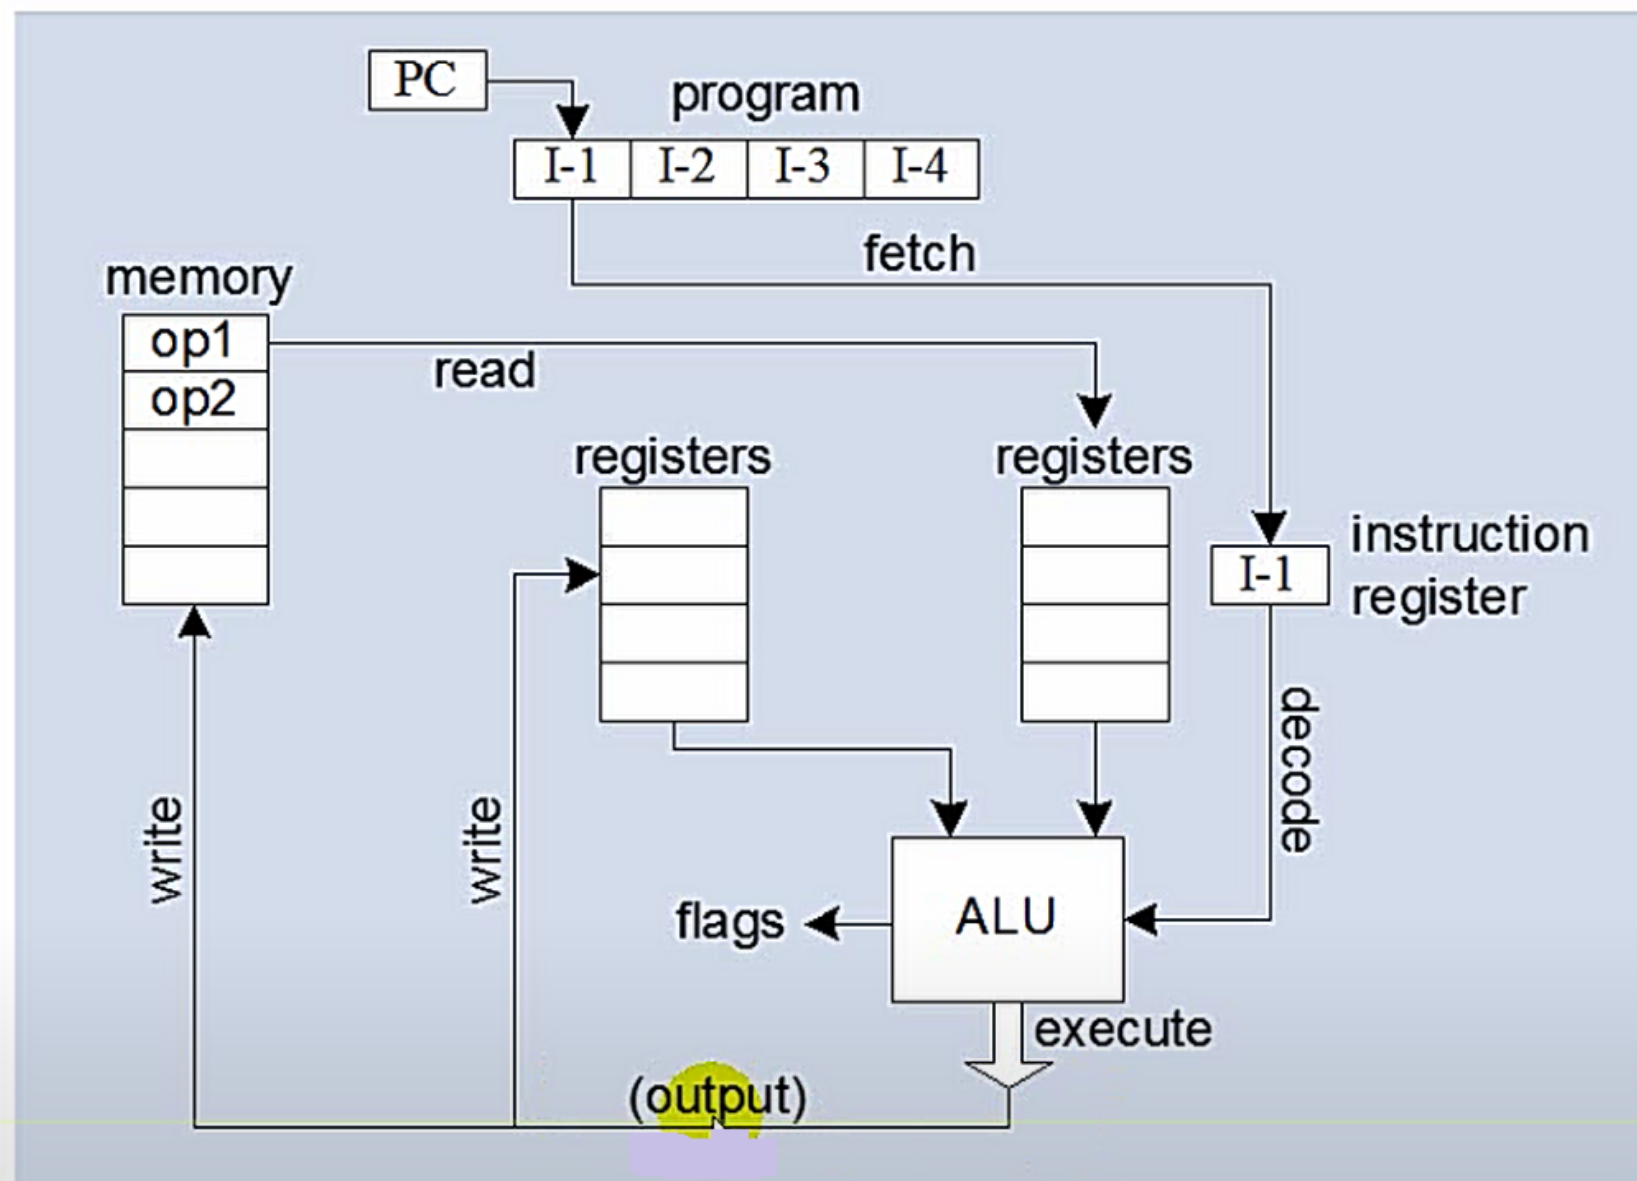 PC
program
I-1 I-2 I-3 I-4
fetch
memory
op1
op2
read
registers
registers
I-1
instruction
register
decode
write
write
flags
ALU
execute
(output)